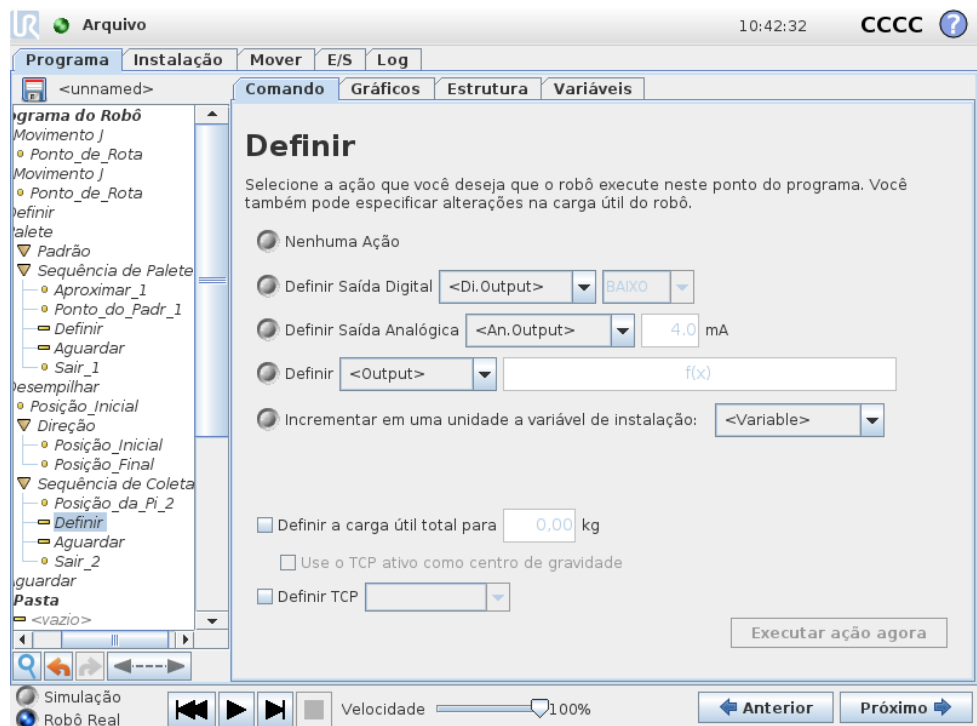 UR Arquivo 10:42:32 CCCC ?
Programa Instalação Mover E/S Log
<unnamed>
Comando Gráficos Estrutura Variáveis
ograma do Robô
Movimento J
Ponto_de_Rota
Movimento J
Ponto_de_Rota
Definir
Palete
Padrão
Sequência de Palete
Aproximar_1
Ponto_do_Padr_1
Definir
Aguardar
Sair_1
Desempilhar
Posição_Inicial
Direção
Posição_Inicial
Posição_Final
Sequência de Coleta
Posição_da_Pi_2
Definir
Aguardar
Sair_2
guardar
Pasta
<vazio>
Definir
Selecione a ação que você deseja que o robô execute neste ponto do programa. Você
também pode especificar alterações na carga útil do robô.
Nenhuma Ação
Definir Saída Digital <Di.Output> BAIXO
Definir Saída Analógica <An.Output> 4.0 mA
Definir <Output> f(x)
Incrementar em uma unidade a variável de instalação: <Variable>
Definir a carga útil total para 0,00 kg
Use o TCP ativo como centro de gravidade
Definir TCP
Executar ação agora
Simulação
Robô Real
Velocidade 100%
Anterior Próximo